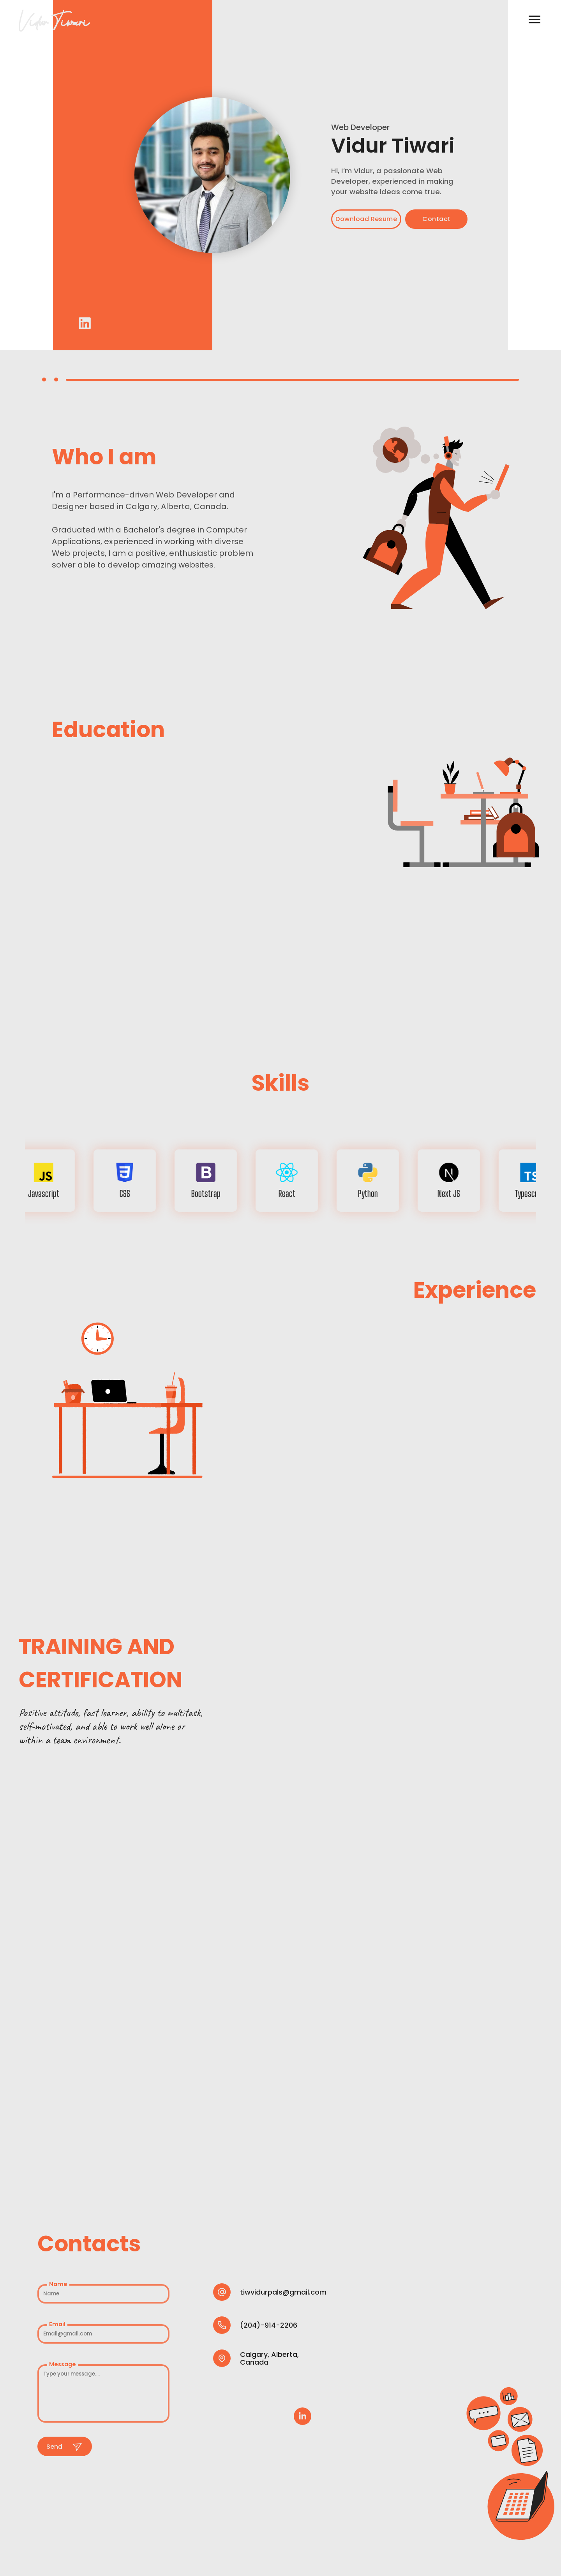 Vidur Tiwari
Web Developer
Vidur Tiwari
Hi, I'm Vidur, a passionate Web
Developer, experienced in making
your website ideas come true.
Download Resume
Contact
in
Who I am
I'm a Performance-driven Web Developer and
Designer based in Calgary, Alberta, Canada.
Graduated with a Bachelor's degree in Computer
Applications, experienced in working with diverse
Web projects, I am a positive, enthusiastic problem
solver able to develop amazing websites.
Education
Skills
JS
3
B
N
TS
Javascript
CSS
Bootstrap
React
Python
Next JS
Typesc
Experience
TRAINING AND
CERTIFICATION
Positive attitude, fast learner, ability to multitask,
self-motivated, and able to work well alone or
within a team environment.
Contacts
Name
Name
Email
Email@gmail.com
Message
Type your message...
Send
tiwvidurpals@gmail.com
(204)-914-2206
Calgary, Alberta,
Canada
in